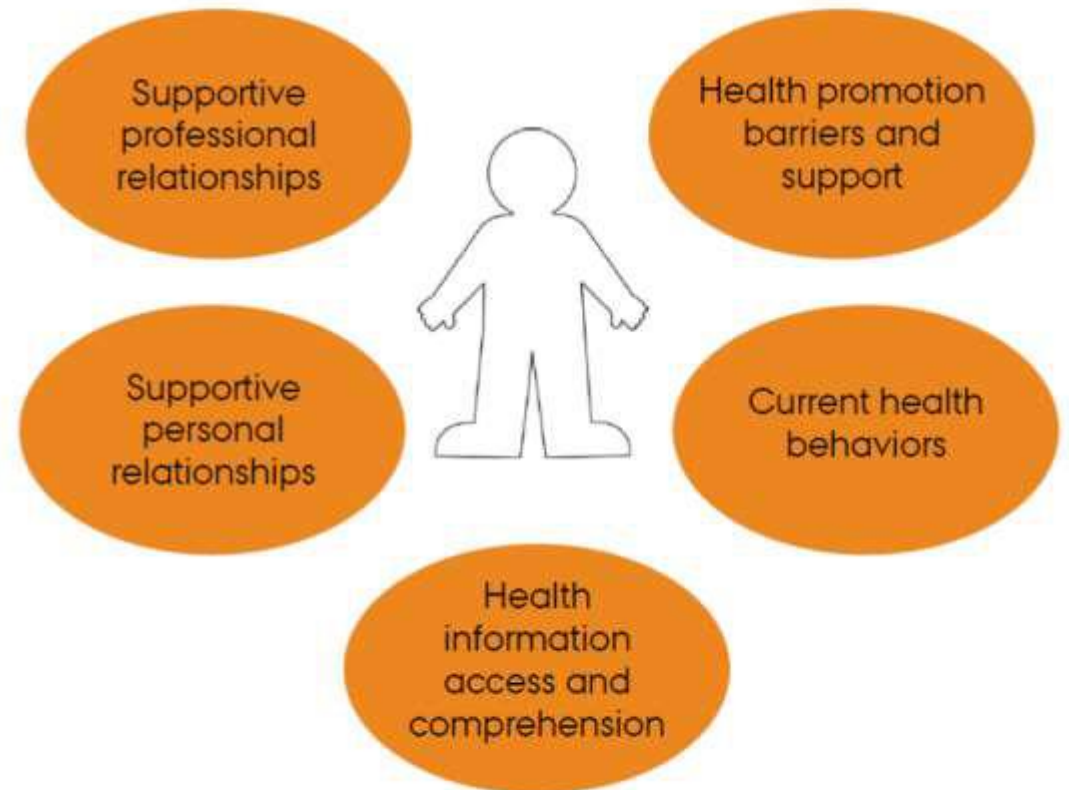 Supportive
professional
relationships
Health promotion
barriers and
support
Supportive
personal
relationships
Current health
behaviors
Health
information
access and
comprehension